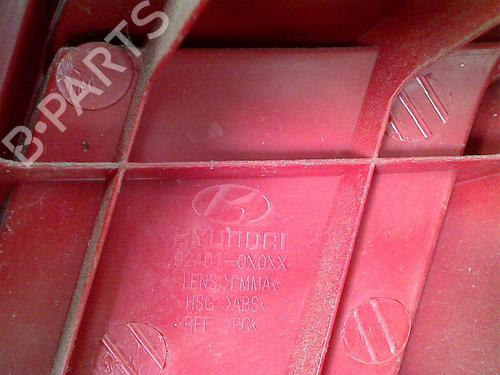 B·PARTS
HYUNDAI
92401-0X0XX
LENS >PMMA<
HSG >ABS<
REF >PC<